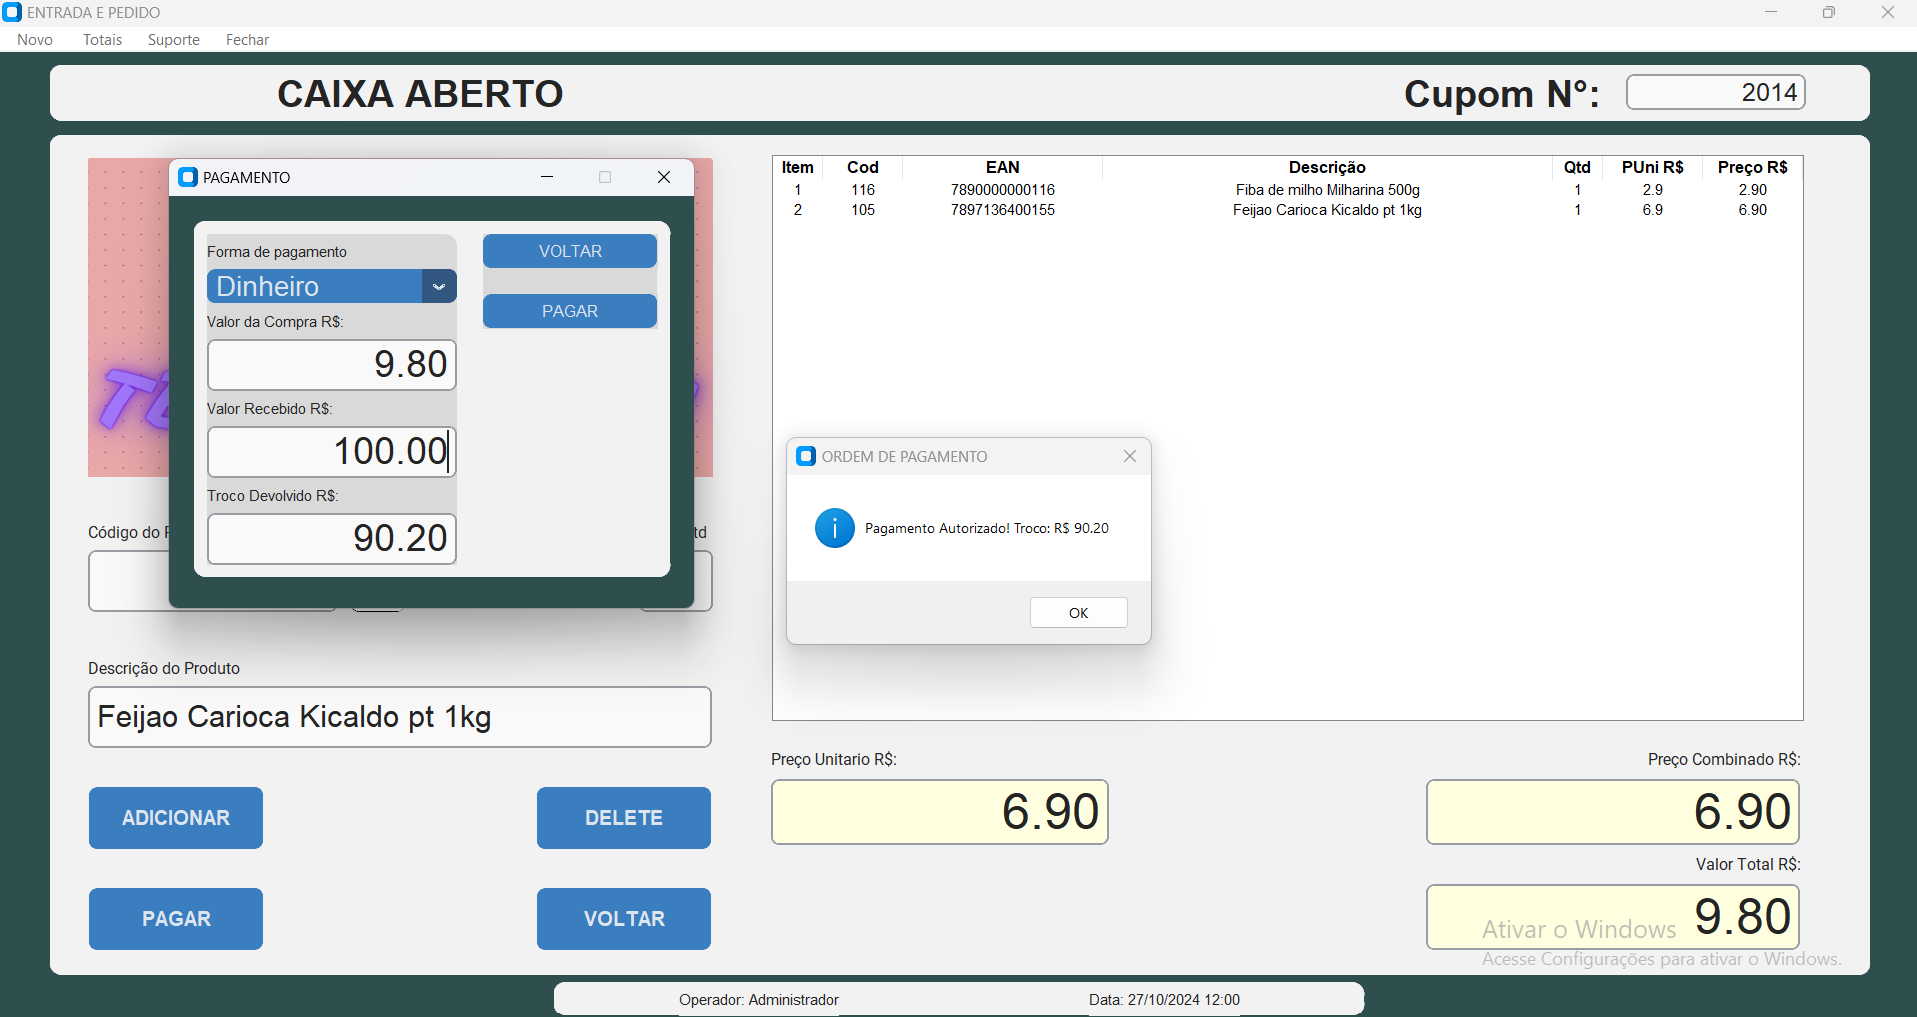 ENTRADA E PEDIDO
Novo Totais Suporte Fechar
CAIXA ABERTO
Cupom N°: 2014
PAGAMENTO
Forma de pagamento
Dinheiro
Valor da Compra R$:
9.80
Valor Recebido R$:
100.00
Troco Devolvido R$:
90.20
VOLTAR
PAGAR
Código do
td
Descrição do Produto
Feijao Carioca Kicaldo pt 1kg
ADICIONAR DELETE
PAGAR VOLTAR
Item Cod EAN Descrição Qtd PUni R$ Preço R$
1 116 7890000000116 Fiba de milho Milharina 500g 1 2.9 2.90
2 105 7897136400155 Feijao Carioca Kicaldo pt 1kg 1 6.9 6.90
ORDEM DE PAGAMENTO
Pagamento Autorizado! Troco: R$ 90.20
OK
Preço Unitario R$:
6.90
Preço Combinado R$:
6.90
Valor Total R$:
9.80
Ativar o Windows
Acesse Configurações para ativar o Windows.
Operador: Administrador Data: 27/10/2024 12:00